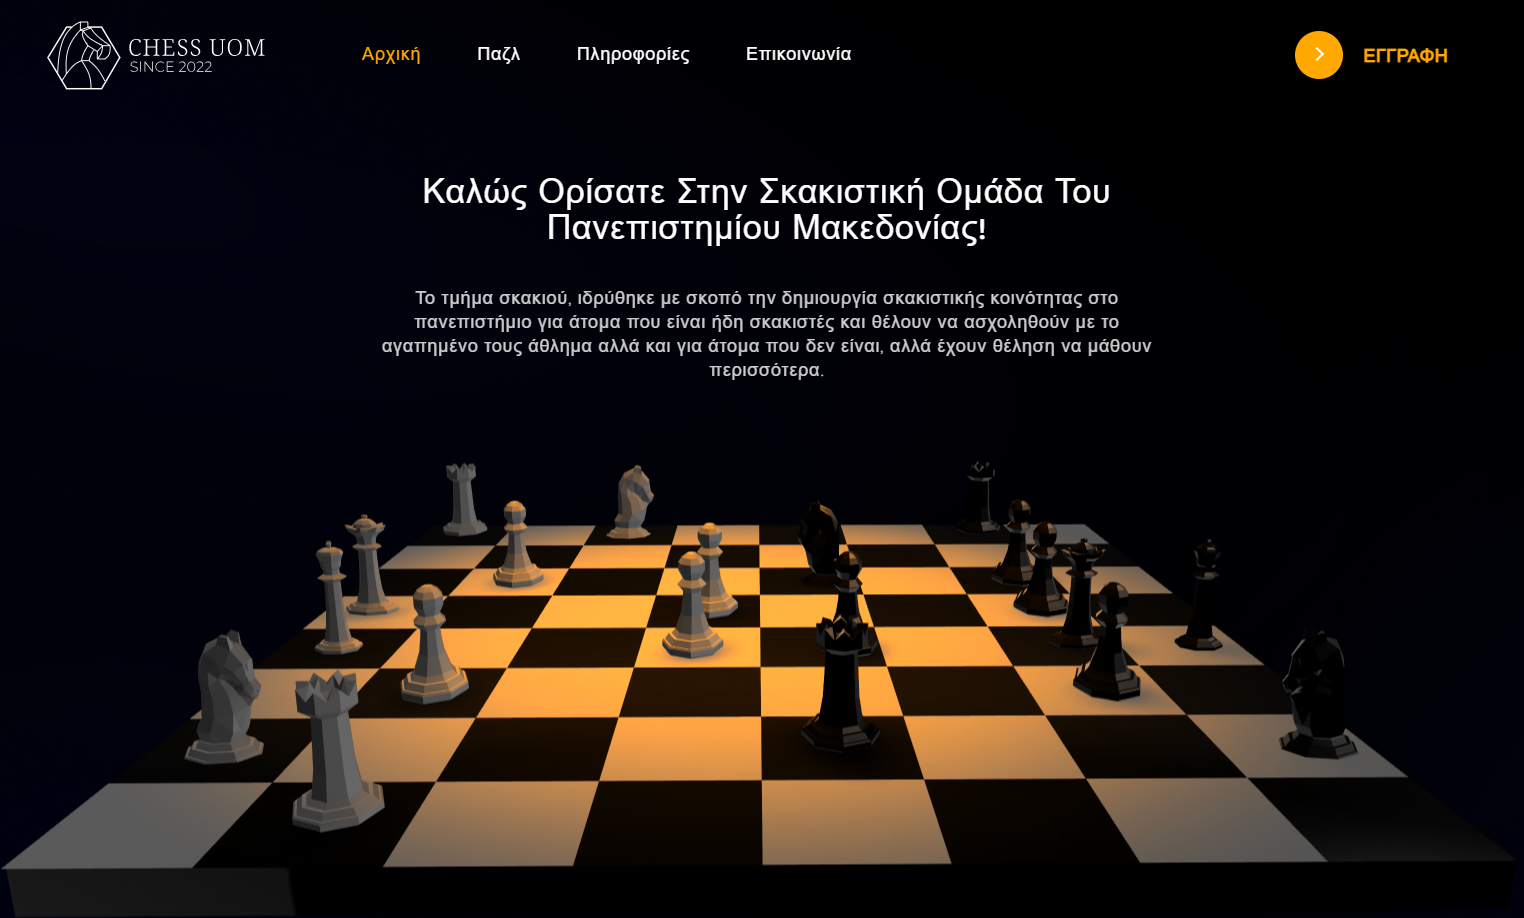 CHESS UOM
SINCE 2022
Αρχική
Παζλ
Πληροφορίες
Επικοινωνία
ΕΓΓΡΑΦΗ
Καλώς Ορίσατε Στην Σκακιστική Ομάδα Του
Πανεπιστημίου Μακεδονίας!
Το τμήμα σκακιού, ιδρύθηκε με σκοπό την δημιουργία σκακιστικής κοινότητας στο
πανεπιστήμιο για άτομα που είναι ήδη σκακιστές και θέλουν να ασχοληθούν με το
αγαπημένο τους άθλημα αλλά και για άτομα που δεν είναι, αλλά έχουν θέληση να μάθουν
περισσότερα.